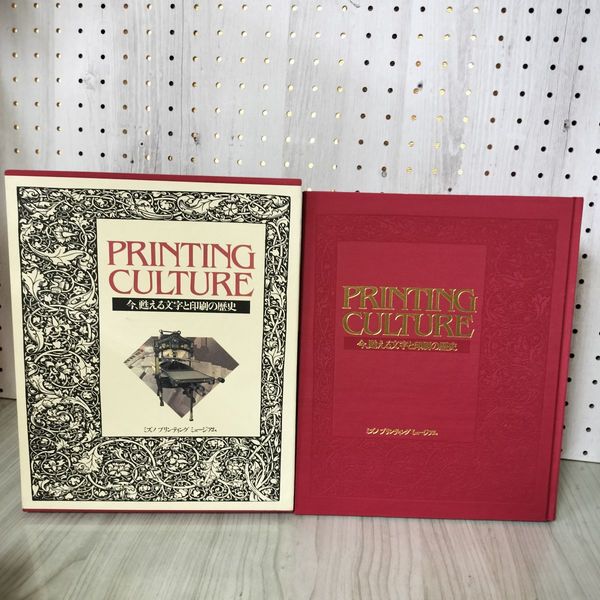 PRINTING
CULTURE
今、甦える文字と印刷の歴史
ミズノ プリンティング ミュージアム
PRINTING
CULTURE
今、甦える文字と印刷の歴史
ミズノ プリンティング ミュージアム